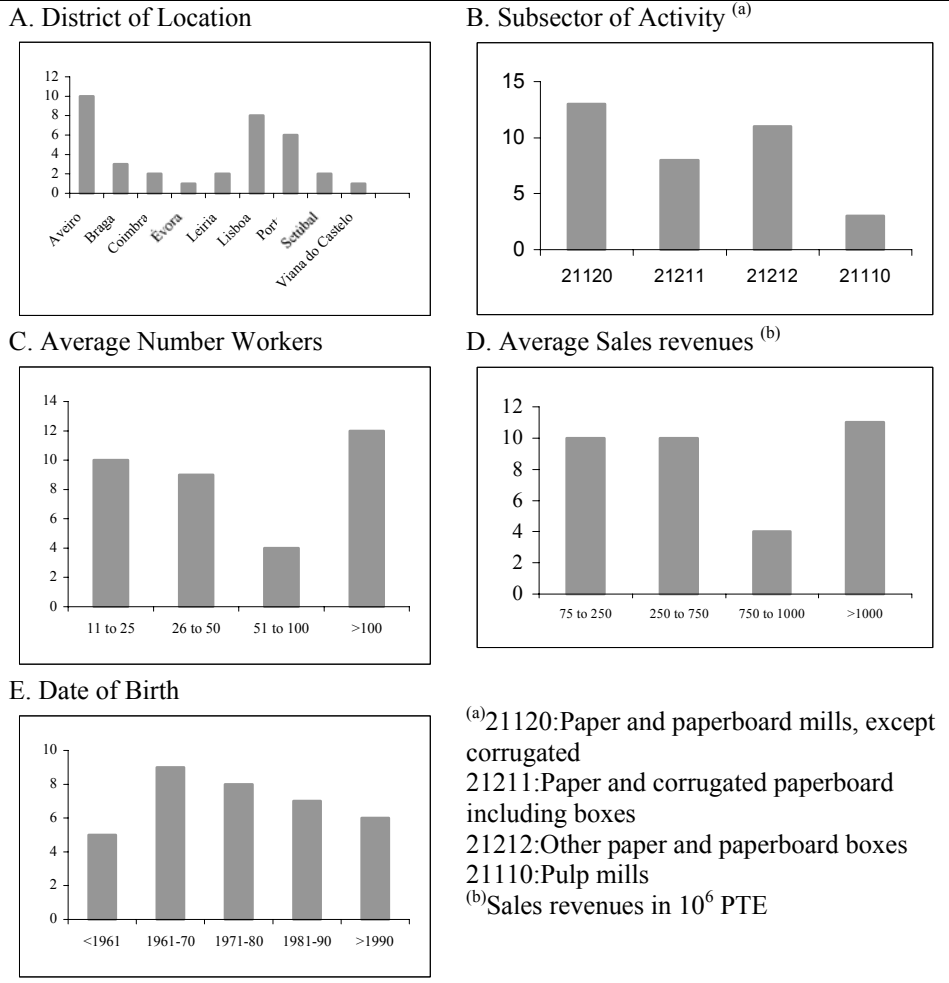 A. District of Location
12
10
8
6
4
2
0
Aveiro
Braga
Coimbra
Évora
Leiria
Lisboa
Port
Setúbal
Viana do Castelo
B. Subsector of Activity (a)
15
10
5
0
21120 21211 21212 21110
C. Average Number Workers
14
12
10
8
6
4
2
0
11 to 25 26 to 50 51 to 100 >100
D. Average Sales revenues (b)
12
10
8
6
4
2
0
75 to 250 250 to 750 750 to 1000 >1000
E. Date of Birth
10
8
6
4
2
0
<1961 1961-70 1971-80 1981-90 >1990
(a)21120:Paper and paperboard mills, except
corrugated
21211:Paper and corrugated paperboard
including boxes
21212:Other paper and paperboard boxes
21110:Pulp mills
(b)Sales revenues in 10⁶ PTE